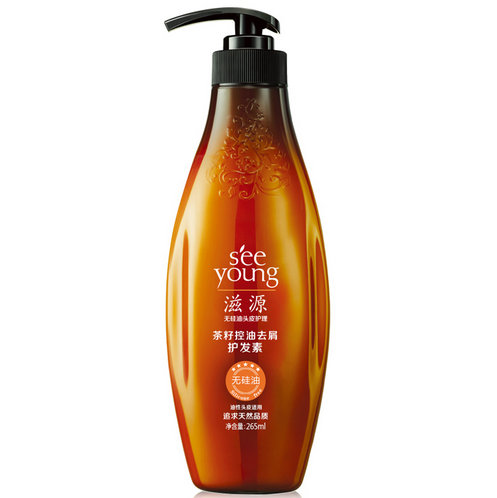 see
young
滋源
无硅油头皮护理
茶籽控油去屑
护发素
无硅油
油性头皮适用
追求天然品质
净含量:265ml